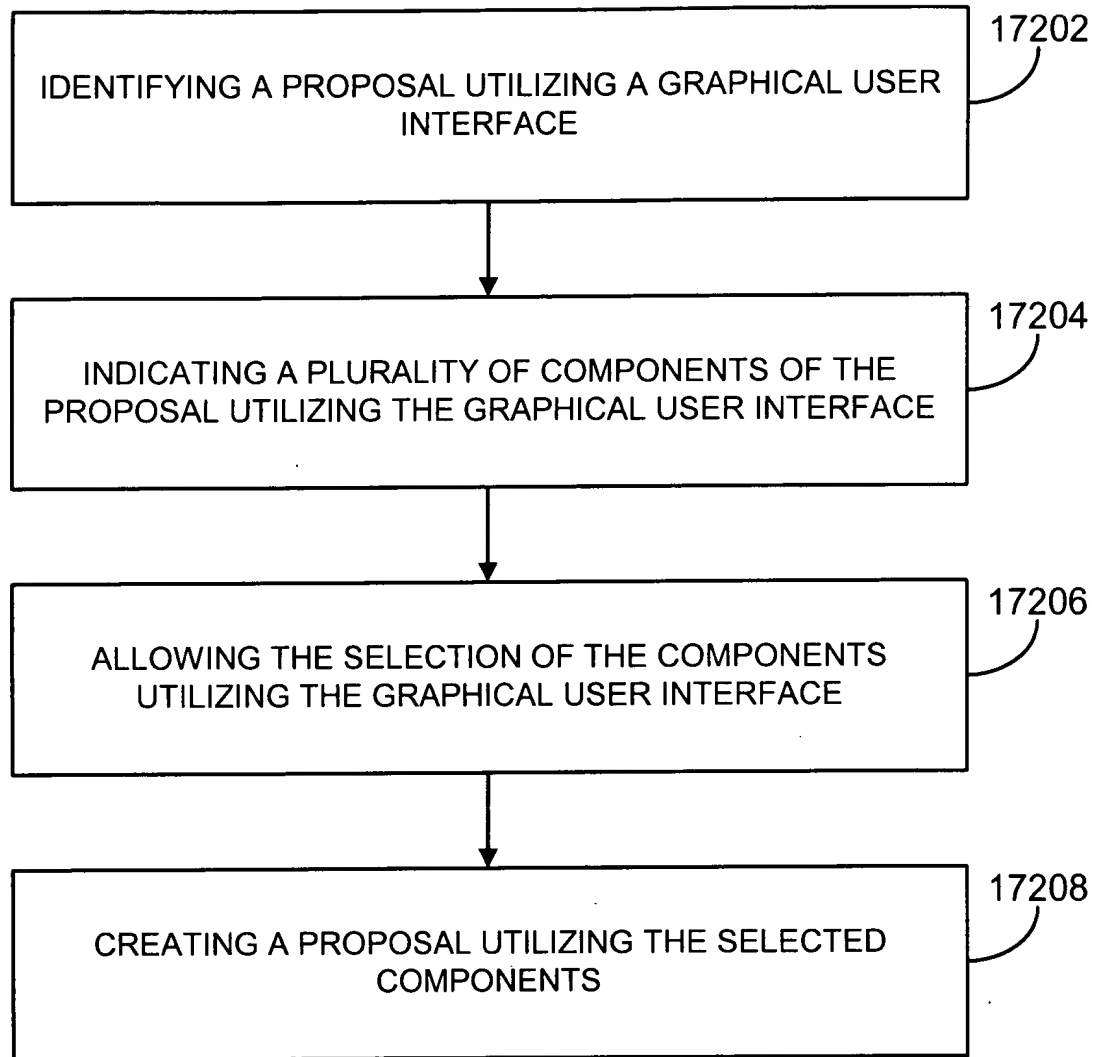 17202
IDENTIFYING A PROPOSAL UTILIZING A GRAPHICAL USER
INTERFACE
17204
INDICATING A PLURALITY OF COMPONENTS OF THE
PROPOSAL UTILIZING THE GRAPHICAL USER INTERFACE
17206
ALLOWING THE SELECTION OF THE COMPONENTS
UTILIZING THE GRAPHICAL USER INTERFACE
17208
CREATING A PROPOSAL UTILIZING THE SELECTED
COMPONENTS